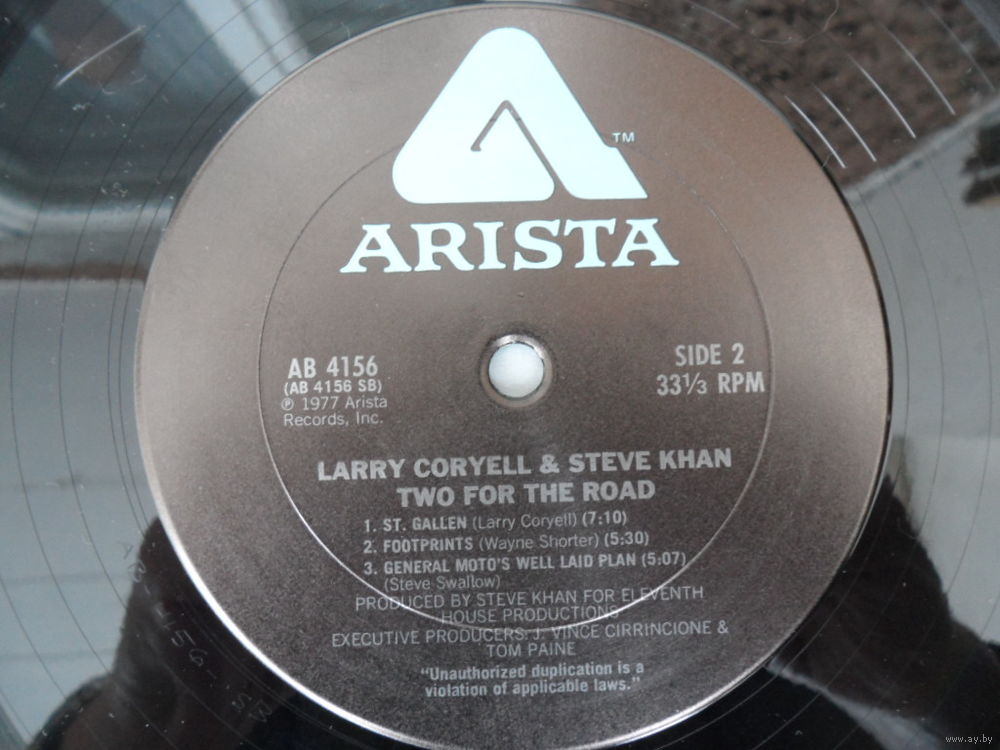 TM
ARISTA
AB 4156
(AB 4156 SB)
℗ 1977 Arista
Records, Inc.
SIDE 2
33⅓ RPM
LARRY CORYELL & STEVE KHAN
TWO FOR THE ROAD
1. ST. GALLEN (Larry Coryell) (7:10)
2. FOOTPRINTS (Wayne Shorter) (5:30)
3. GENERAL MOTO'S WELL LAID PLAN (5:07)
(Steve Swallow)
PRODUCED BY STEVE KHAN FOR ELEVENTH
HOUSE PRODUCTIONS
EXECUTIVE PRODUCERS: J. VINCE CIRRINCIONE &
TOM PAINE
"Unauthorized duplication is a
violation of applicable laws."
www.ay.by